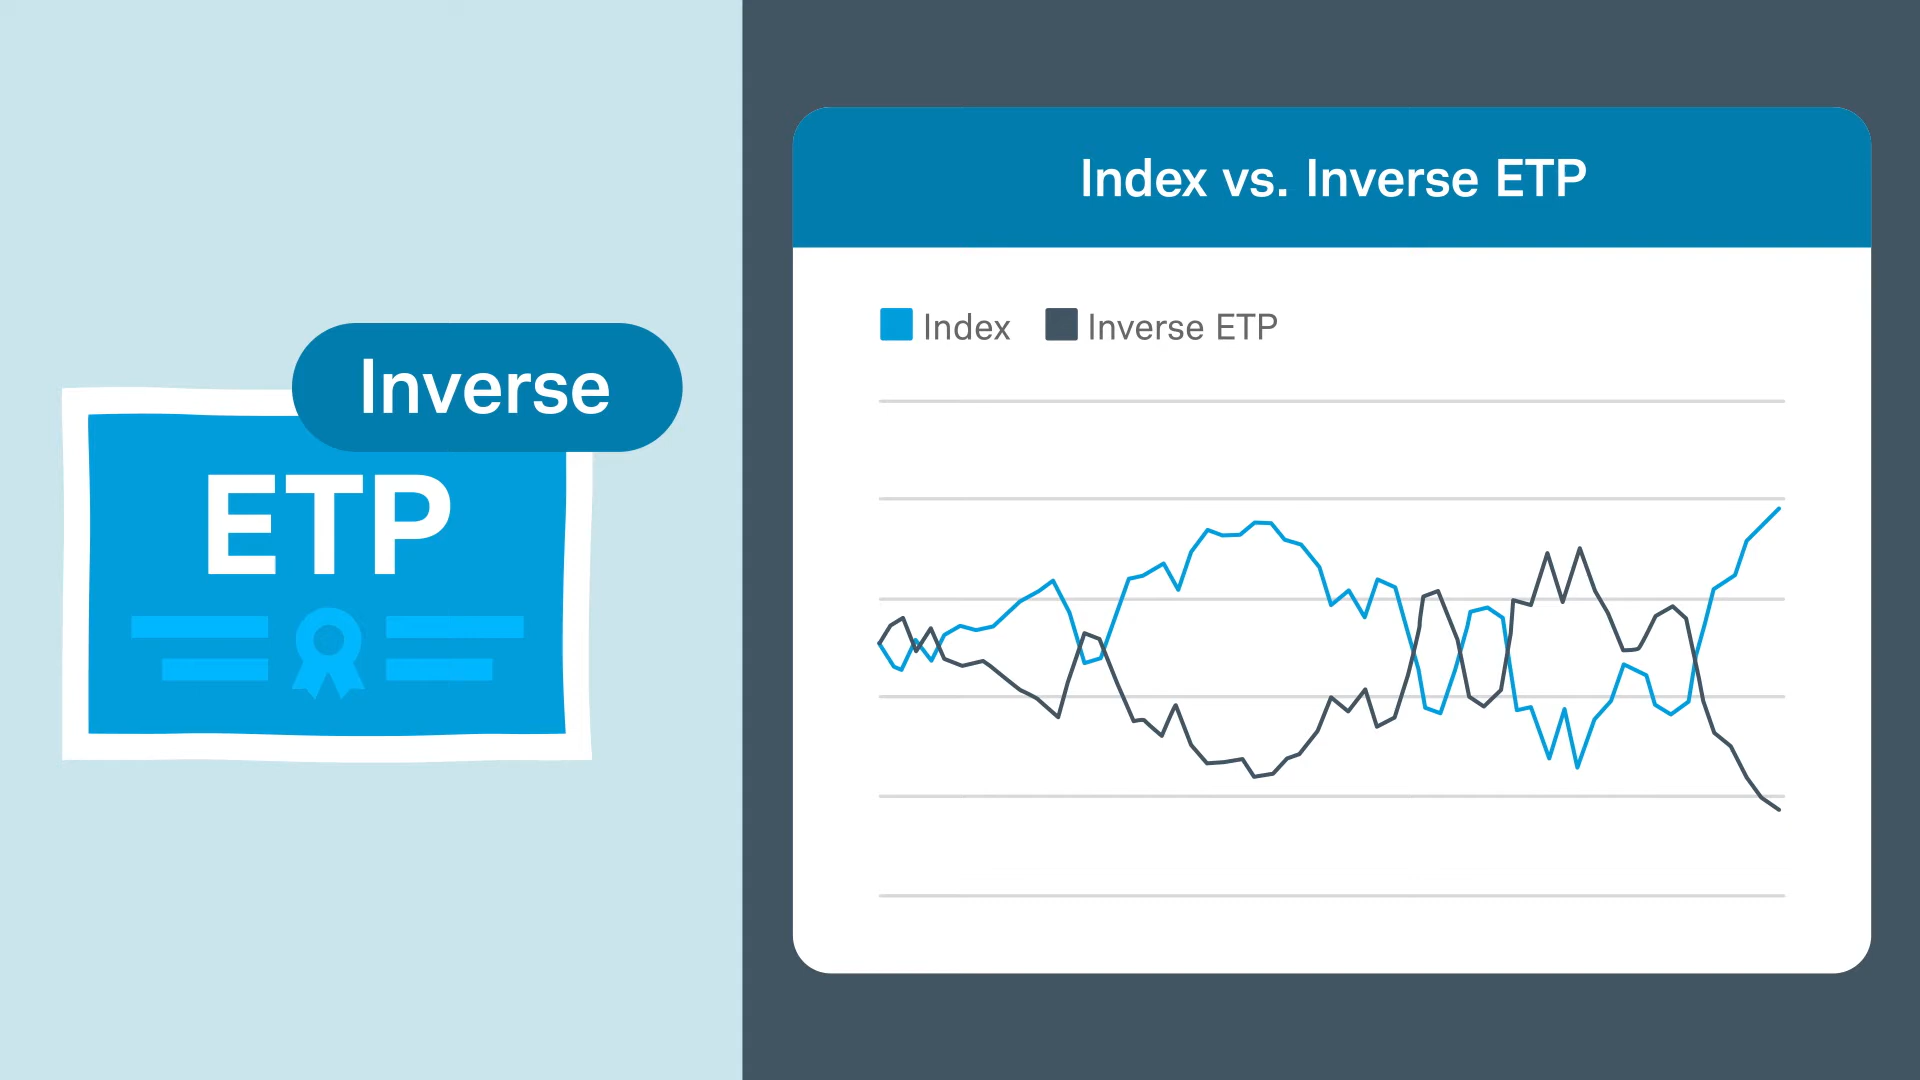 Inverse
ETP
Index vs. Inverse ETP
Index
Inverse ETP